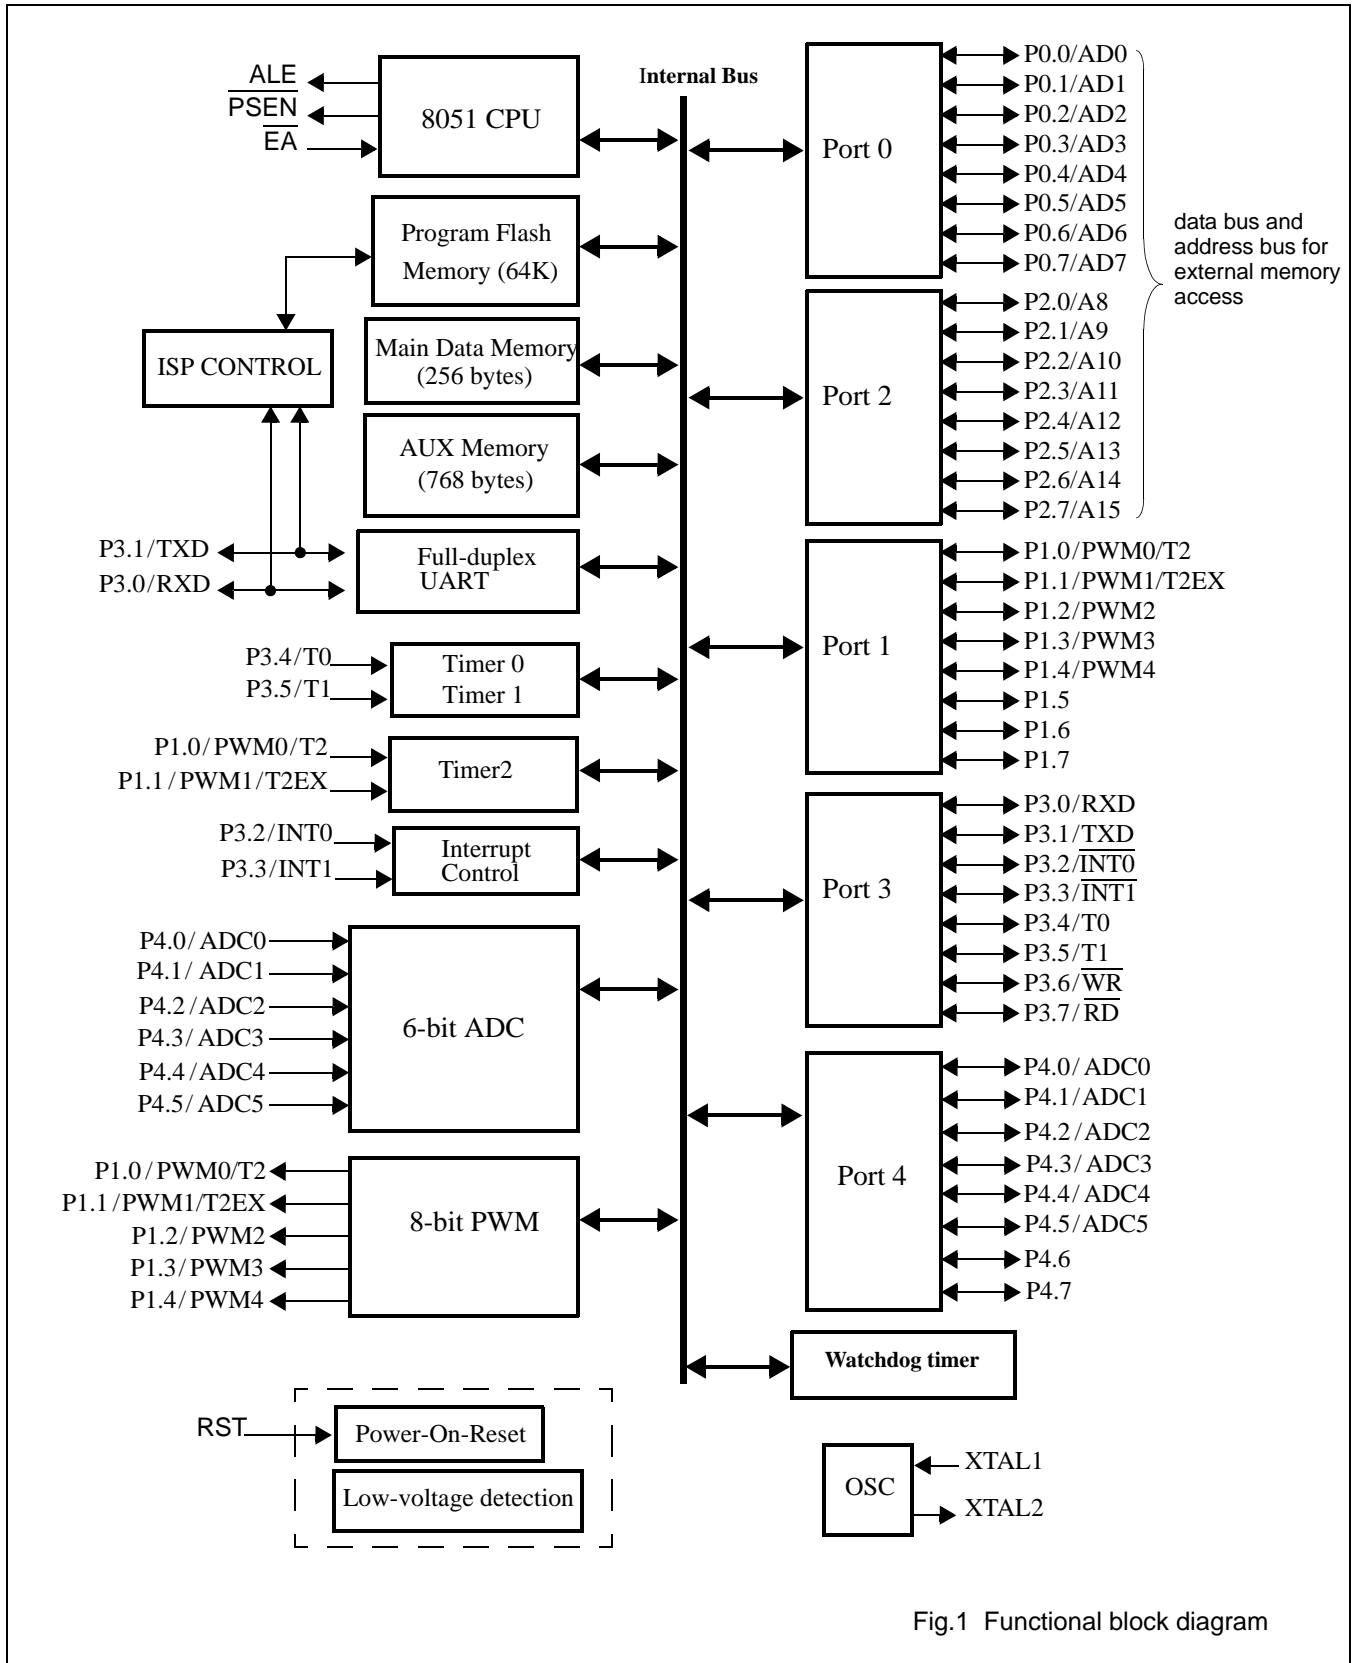 Internal Bus
ALE
PSEN
EA
8051 CPU
Program Flash
Memory (64K)
ISP CONTROL
Main Data Memory
(256 bytes)
AUX Memory
(768 bytes)
P3.1/TXD
P3.0/RXD
Full-duplex
UART
P3.4/T0
P3.5/T1
Timer 0
Timer 1
P1.0/PWM0/T2
P1.1/PWM1/T2EX
Timer2
P3.2/INT0
P3.3/INT1
Interrupt
Control
P4.0/ADC0
P4.1/ ADC1
P4.2/ADC2
P4.3/ADC3
P4.4/ADC4
P4.5/ADC5
6-bit ADC
P1.0/PWM0/T2
P1.1/PWM1/T2EX
P1.2/PWM2
P1.3/PWM3
P1.4/PWM4
8-bit PWM
RST
Power-On-Reset
Low-voltage detection
Port 0
P0.0/AD0
P0.1/AD1
P0.2/AD2
P0.3/AD3
P0.4/AD4
P0.5/AD5
P0.6/AD6
P0.7/AD7
data bus and
address bus for
external memory
access
Port 2
P2.0/A8
P2.1/A9
P2.2/A10
P2.3/A11
P2.4/A12
P2.5/A13
P2.6/A14
P2.7/A15
Port 1
P1.0/PWM0/T2
P1.1/PWM1/T2EX
P1.2/PWM2
P1.3/PWM3
P1.4/PWM4
P1.5
P1.6
P1.7
Port 3
P3.0/RXD
P3.1/TXD
P3.2/INT0
P3.3/INT1
P3.4/T0
P3.5/T1
P3.6/WR
P3.7/RD
Port 4
P4.0/ADC0
P4.1/ADC1
P4.2/ADC2
P4.3/ADC3
P4.4/ADC4
P4.5/ADC5
P4.6
P4.7
Watchdog timer
OSC
XTAL1
XTAL2
Fig.1 Functional block diagram